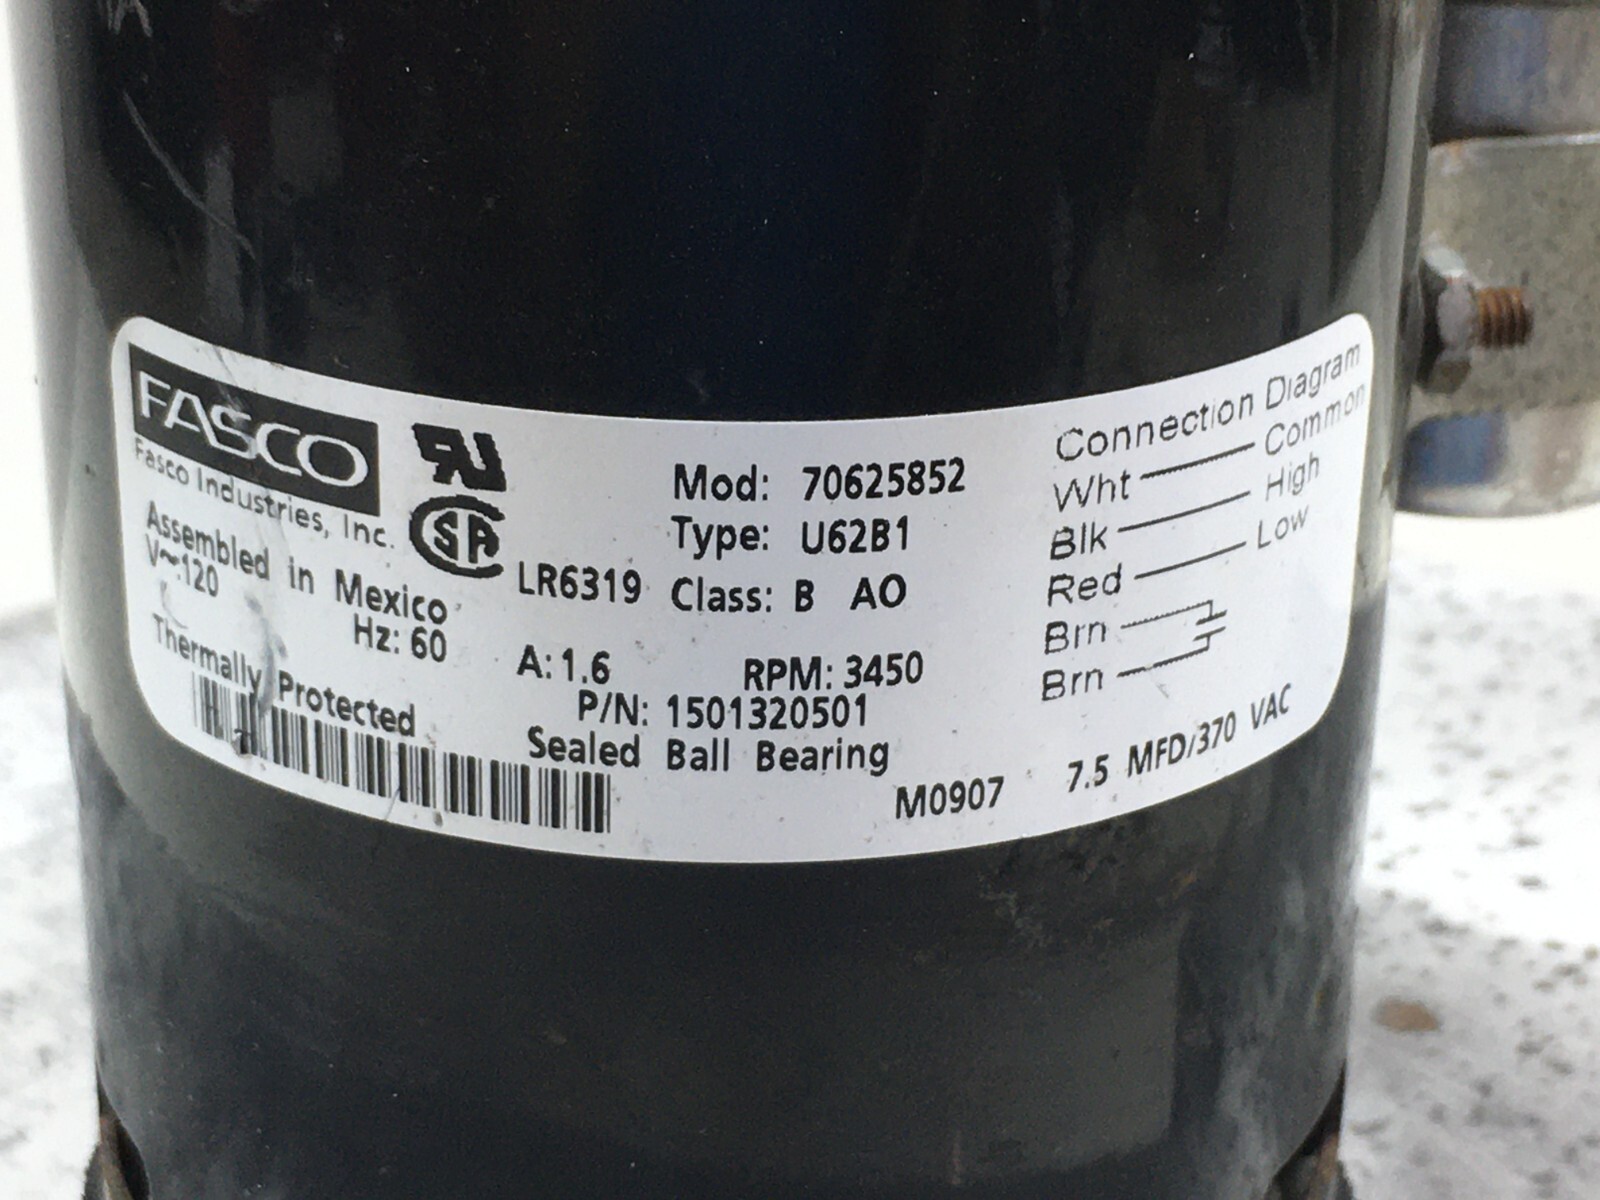 FASCO
Fasco Industries, Inc.
Assembled in Mexico
V~:120
Hz: 60
Thermally Protected
LR6319
A: 1.6
Mod: 70625852
Type: U62B1
Class: B AO
RPM: 3450
P/N: 1501320501
Sealed Ball Bearing
M0907
Connection Diagram
Wht Common
Blk High
Red Low
Brn
Brn
7.5 MFD/370 VAC